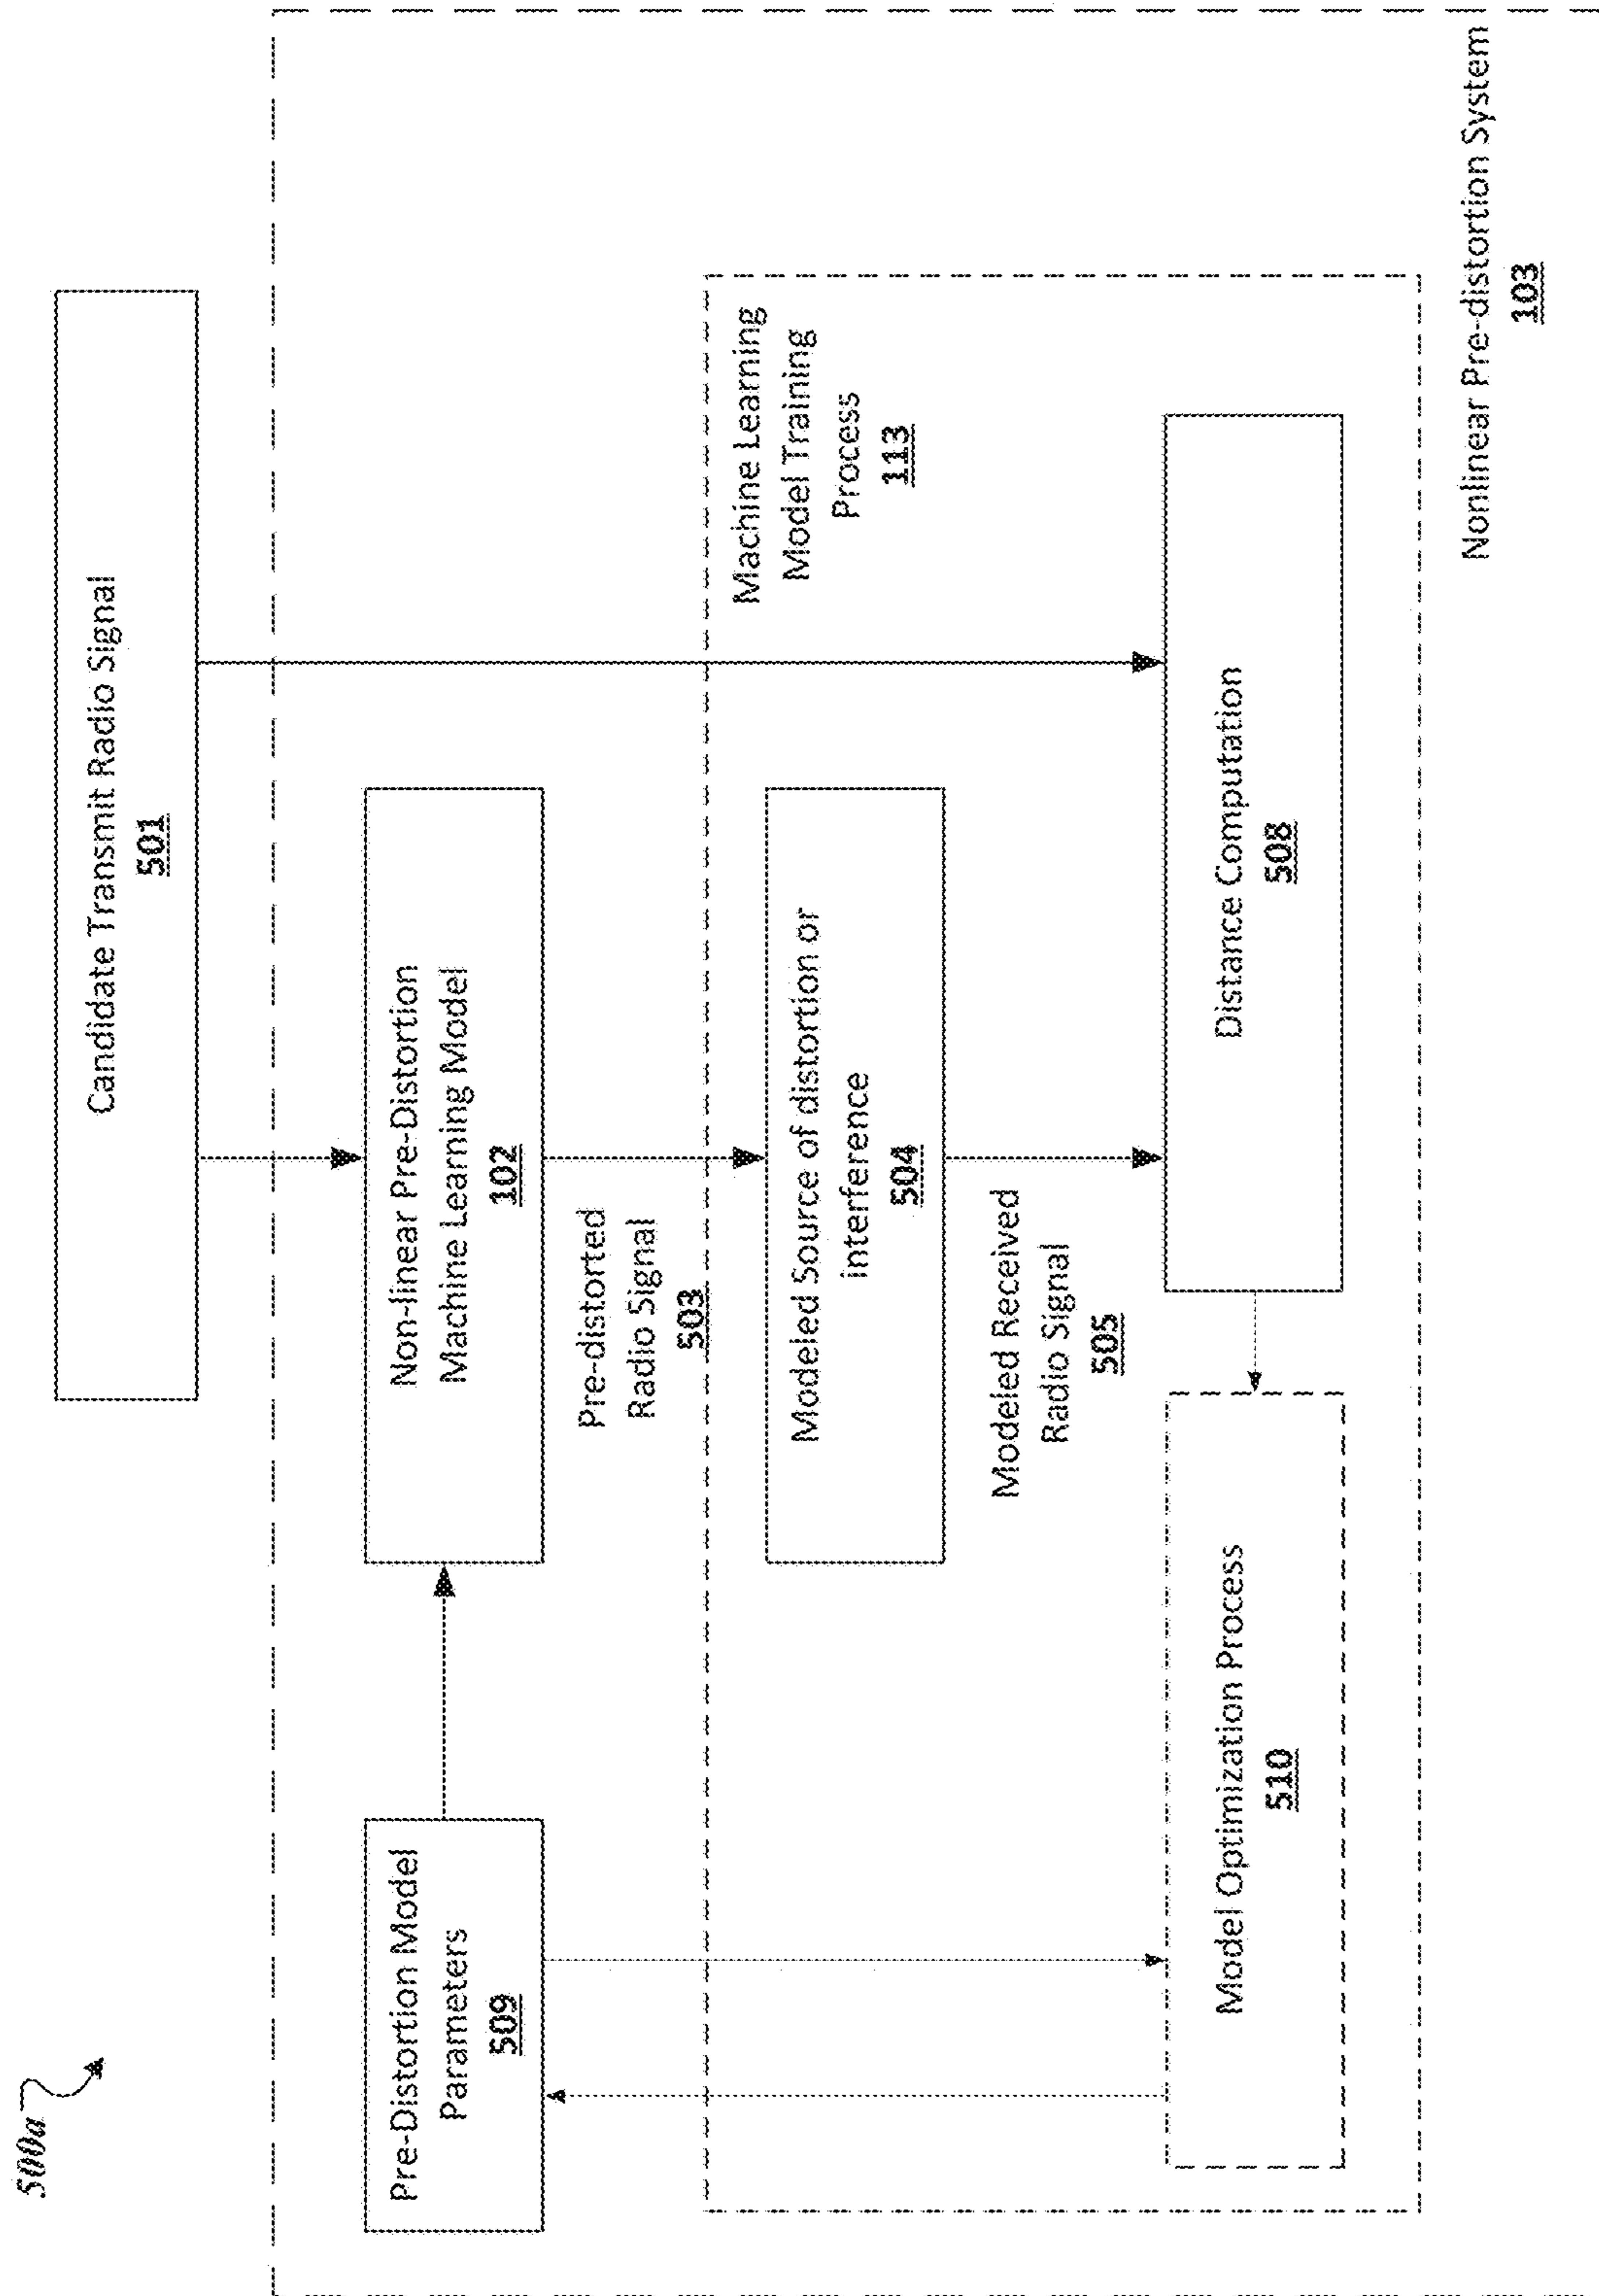 500a
Candidate Transmit Radio Signal
501
Pre-Distortion Model
Parameters
509
Non-linear Pre-Distortion
Machine Learning Model
102
Pre-distorted
Radio Signal
503
Machine Learning
Model Training
Process
113
Modeled Source of distortion or
interference
504
Modeled Received
Radio Signal
505
Model Optimization Process
510
Distance Computation
508
Nonlinear Pre-distortion System
103